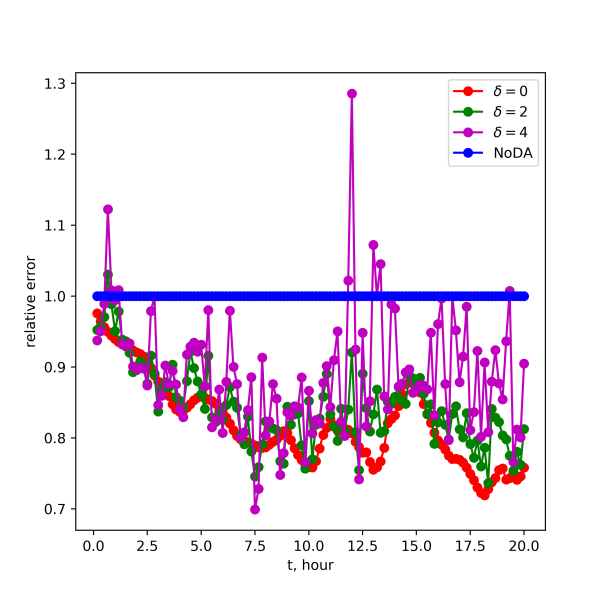 1.3
1.2
1.1
1.0
0.9
0.8
0.7
relative error
δ = 0
δ = 2
δ = 4
NoDA
0.0 2.5 5.0 7.5 10.0 12.5 15.0 17.5 20.0
t, hour